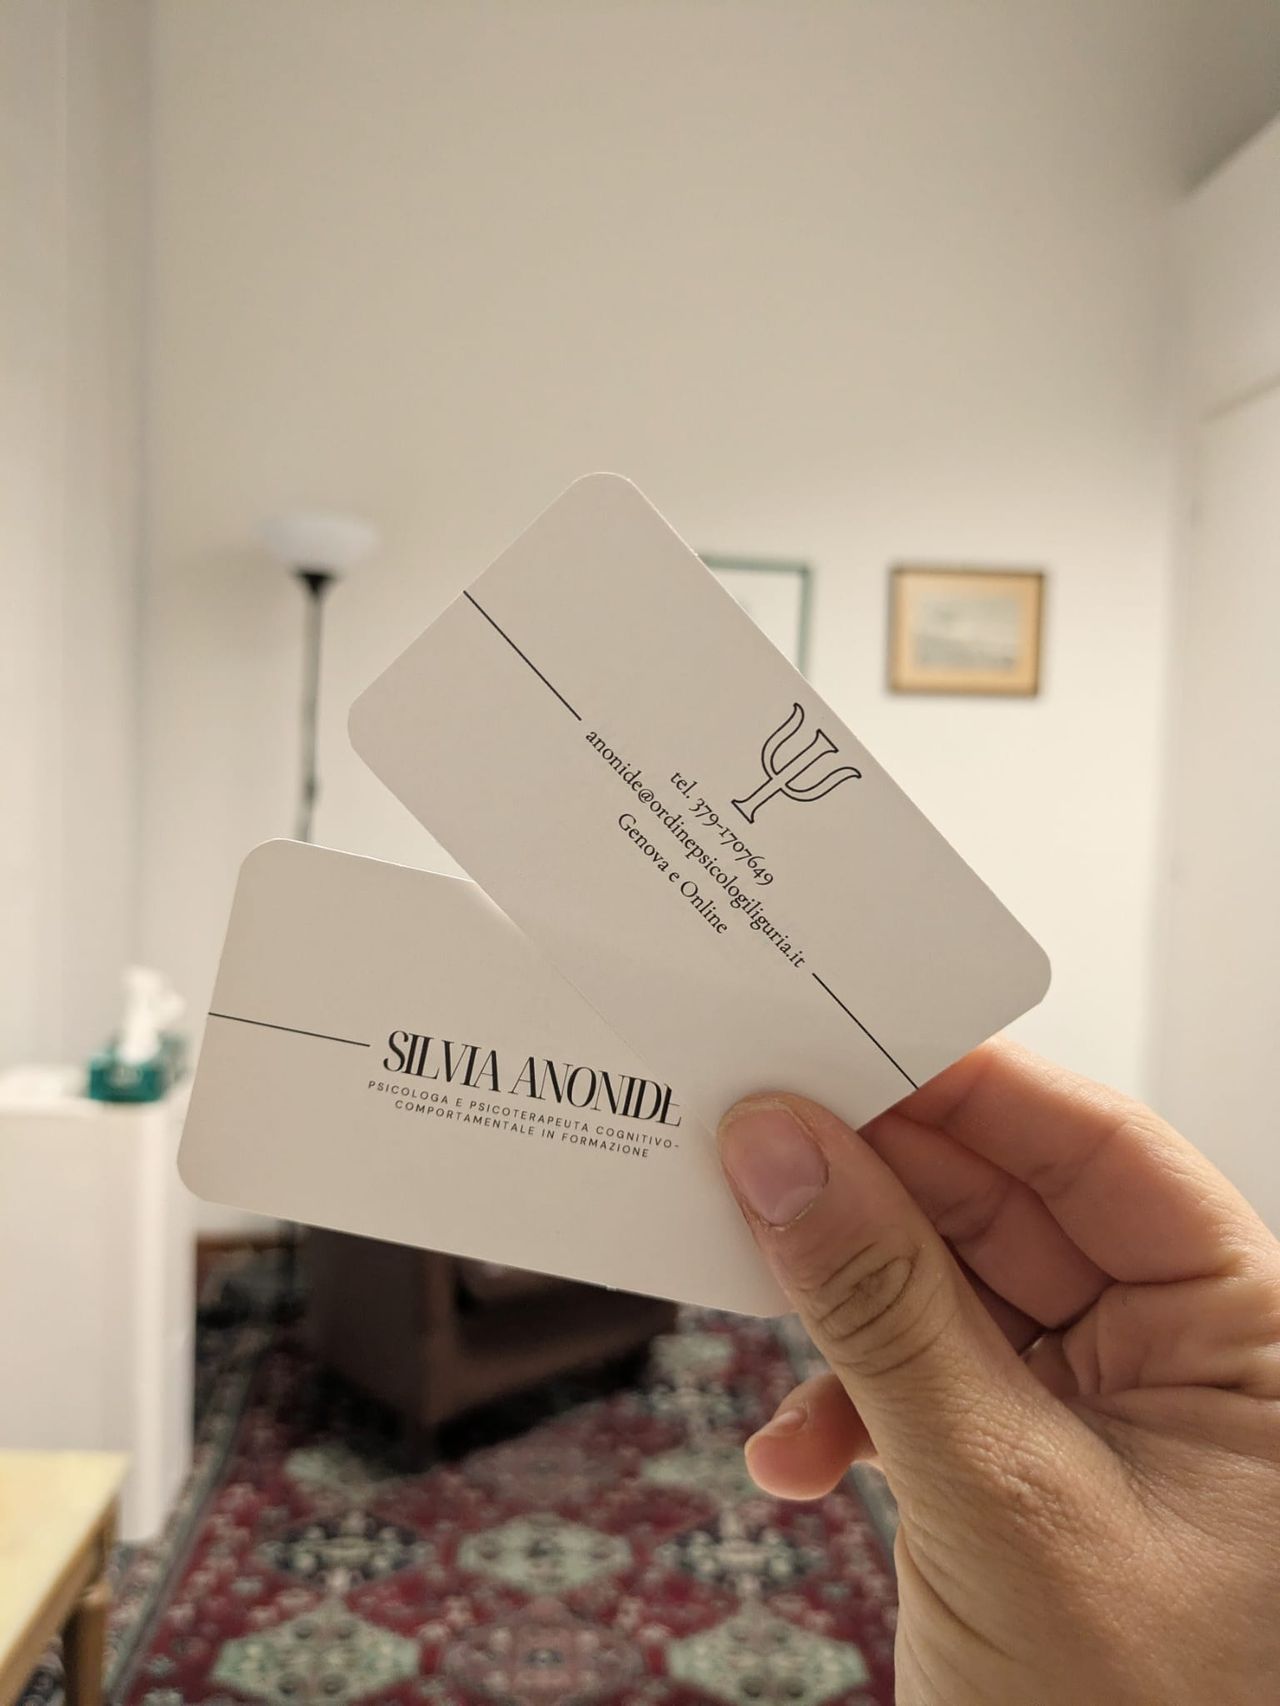 Ψ
tel. 379-1707649
anonide@ordinepsicologiliguria.it
Genova e Online
SILVIA ANONIDE
PSICOLOGA E PSICOTERAPEUTA COGNITIVO-
COMPORTAMENTALE IN FORMAZIONE